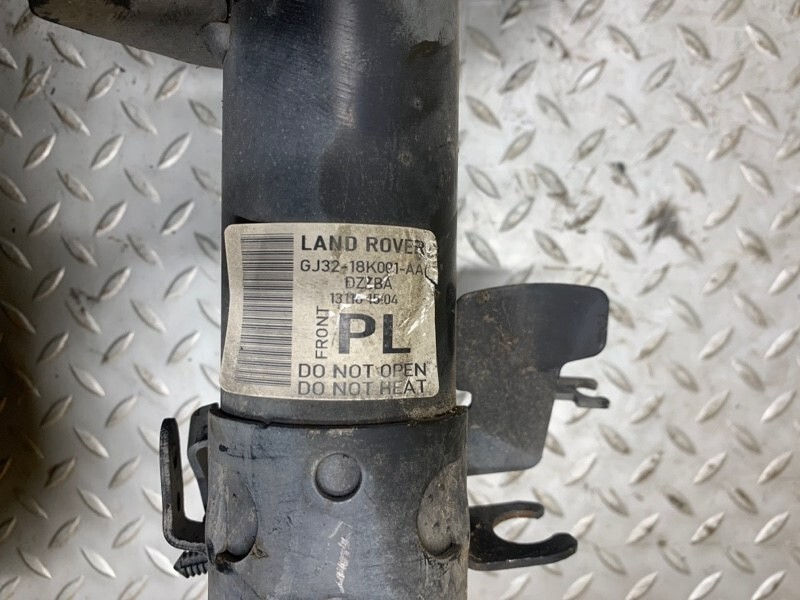 LAND ROVER
GJ32-18K001-AA
DZZBA
FRONT
PL
DO NOT OPEN
DO NOT HEAT